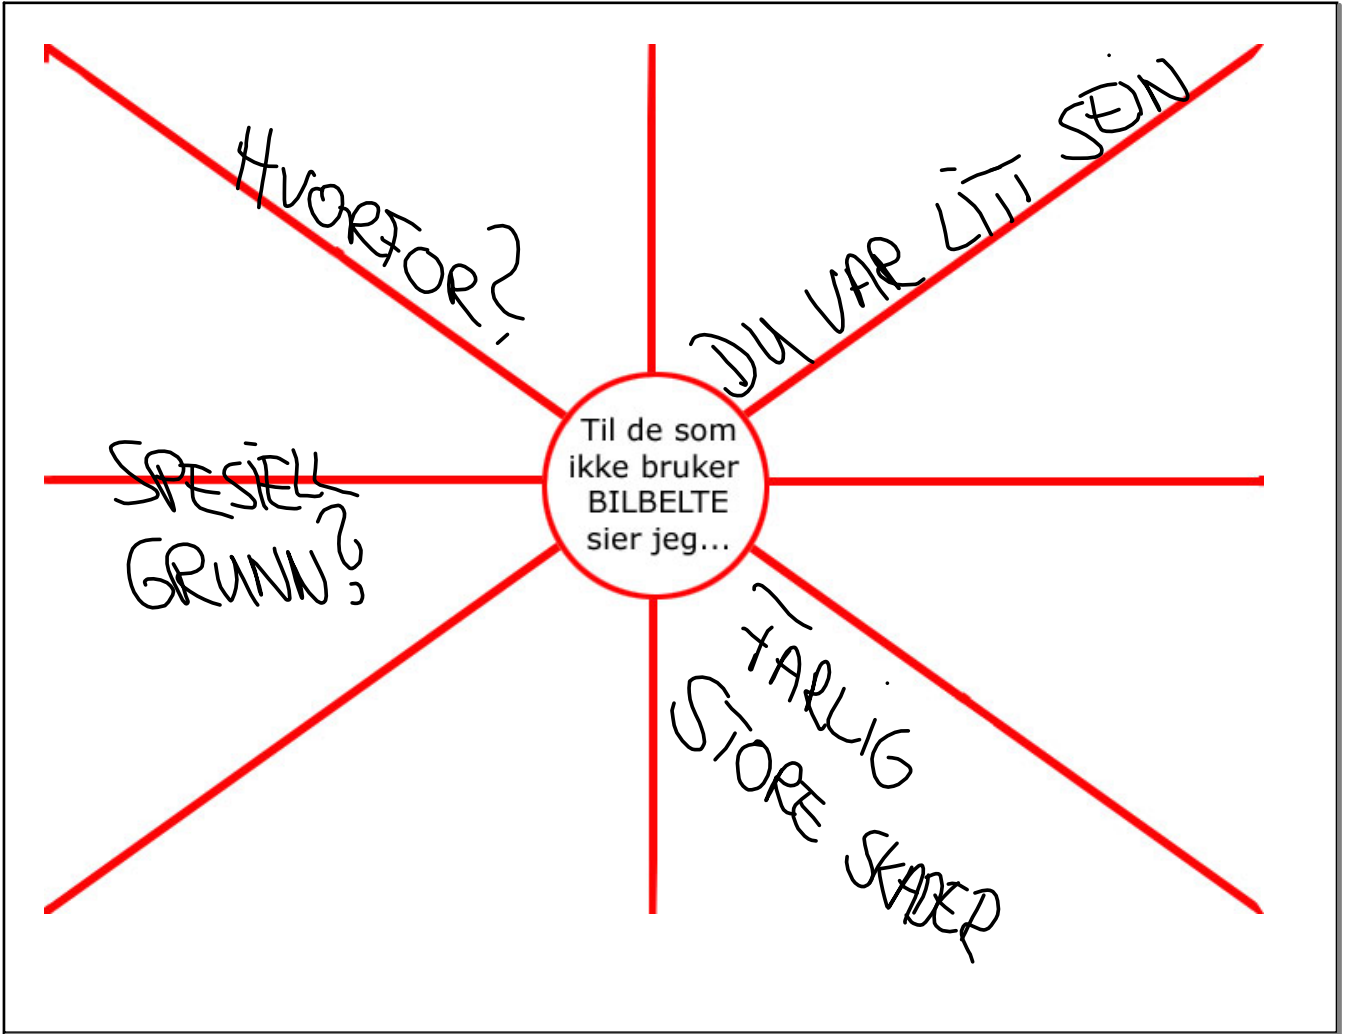 HVORFOR?
DU VAR LITT SEIN
Til de som
ikke bruker
BILBELTE
sier jeg...
SPESIELL
GRUNN?
FARLIG
STORE SKADER